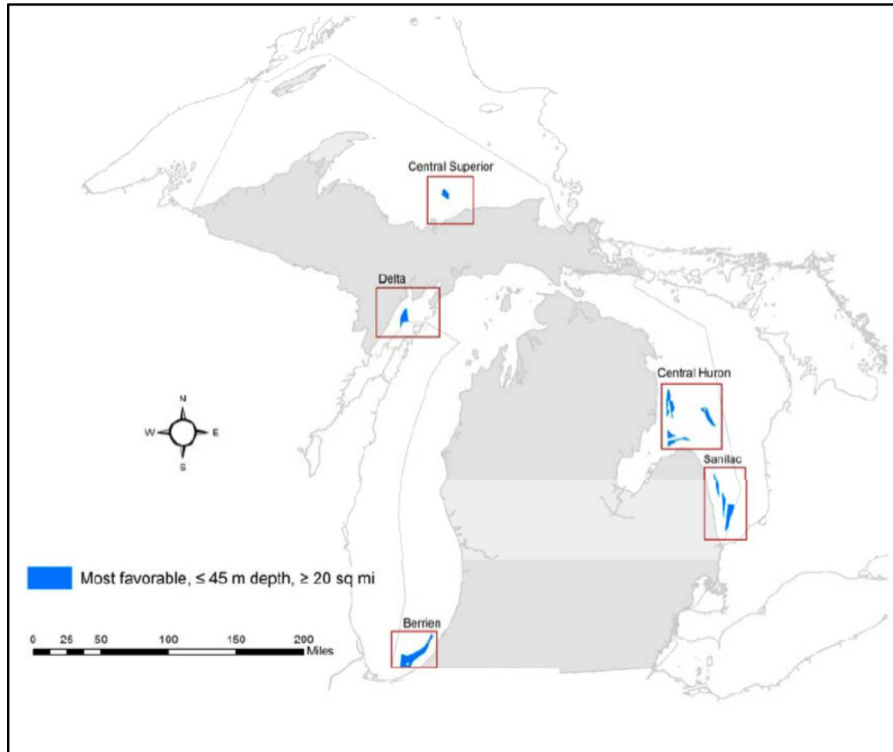 Central Superior
Delta
Central Huron
N
W E
S
Sanilac
Most favorable, ≤ 45 m depth, ≥ 20 sq mi
Berrien
0 25 50 100 150 200
Miles